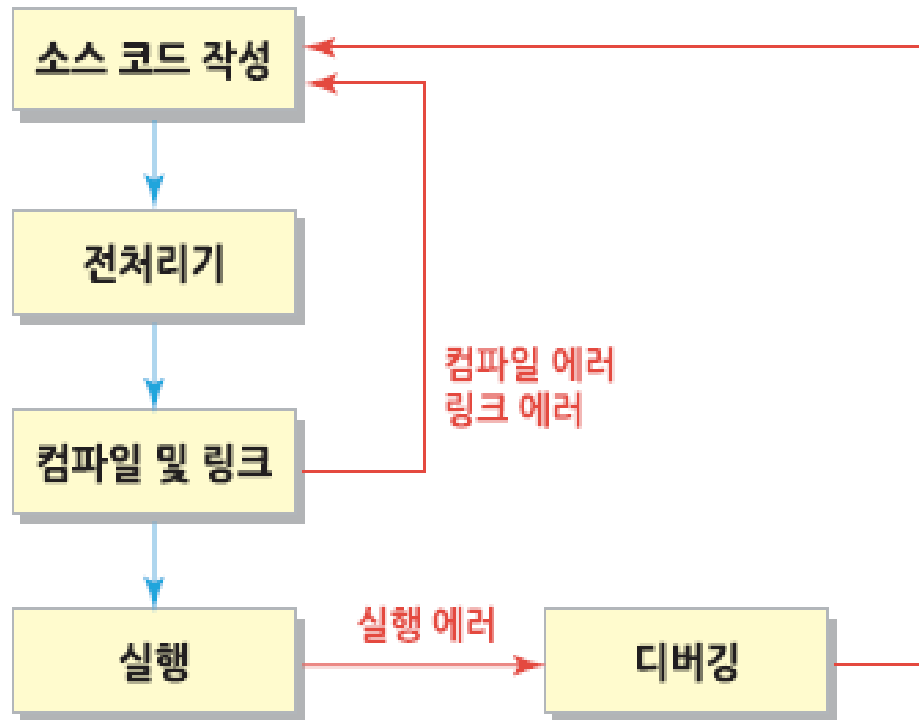 소스 코드 작성
전처리기
컴파일 에러
링크 에러
컴파일 및 링크
실행 에러
실행
디버깅